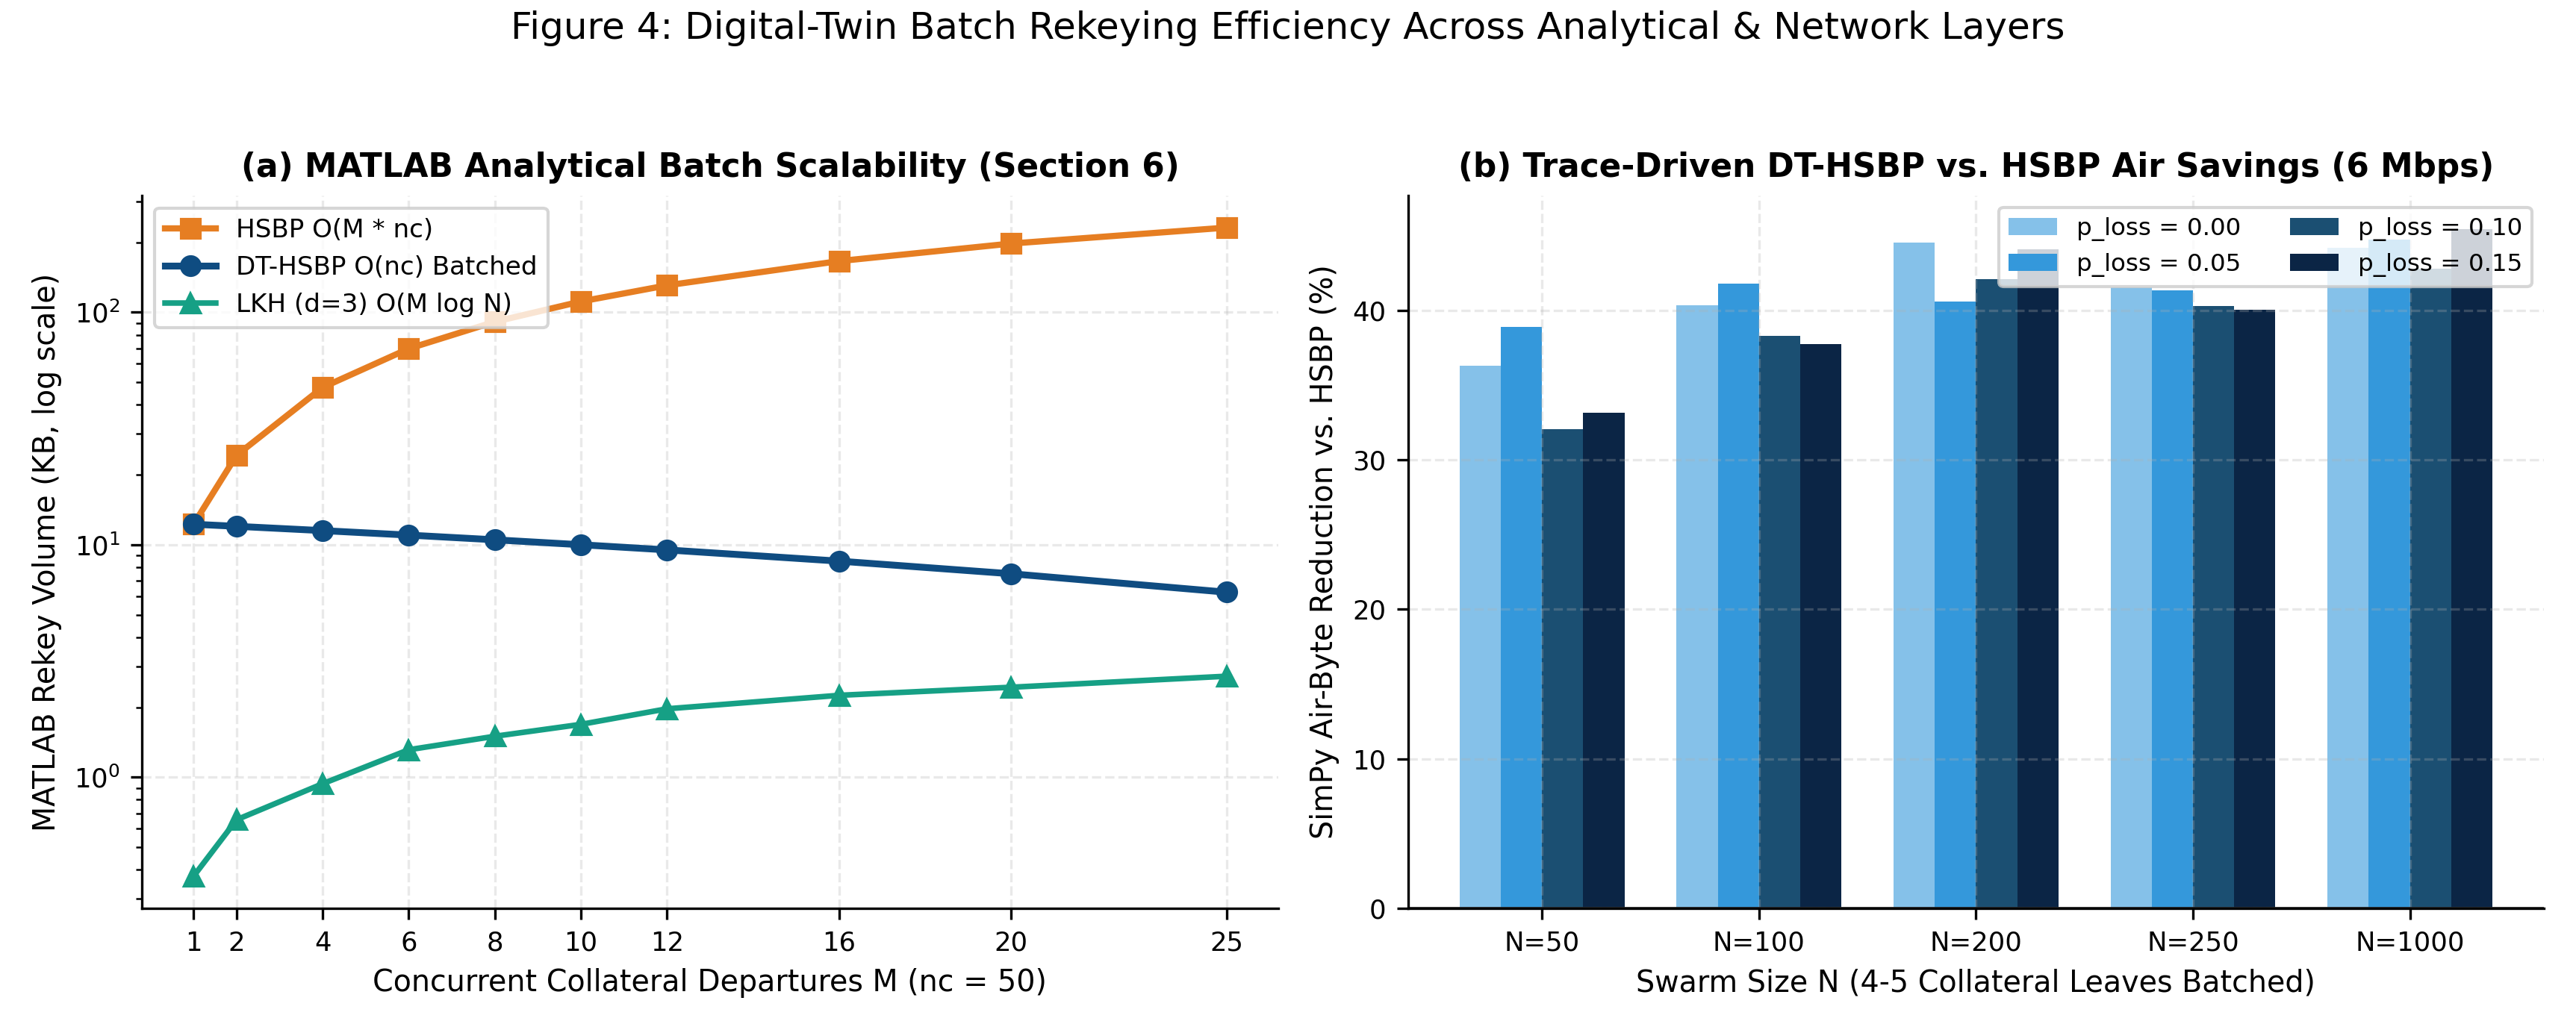 Figure 4: Digital-Twin Batch Rekeying Efficiency Across Analytical & Network Layers
(a) MATLAB Analytical Batch Scalability (Section 6)
HSBP O(M * nc)
DT-HSBP O(nc) Batched
LKH (d=3) O(M log N)
MATLAB Rekey Volume (KB, log scale)
10²
10¹
10⁰
1 2 4 6 8 10 12 16 20 25
Concurrent Collateral Departures M (nc = 50)
(b) Trace-Driven DT-HSBP vs. HSBP Air Savings (6 Mbps)
p_loss = 0.00
p_loss = 0.05
p_loss = 0.10
p_loss = 0.15
SimPy Air-Byte Reduction vs. HSBP (%)
40
30
20
10
0
N=50 N=100 N=200 N=250 N=1000
Swarm Size N (4-5 Collateral Leaves Batched)